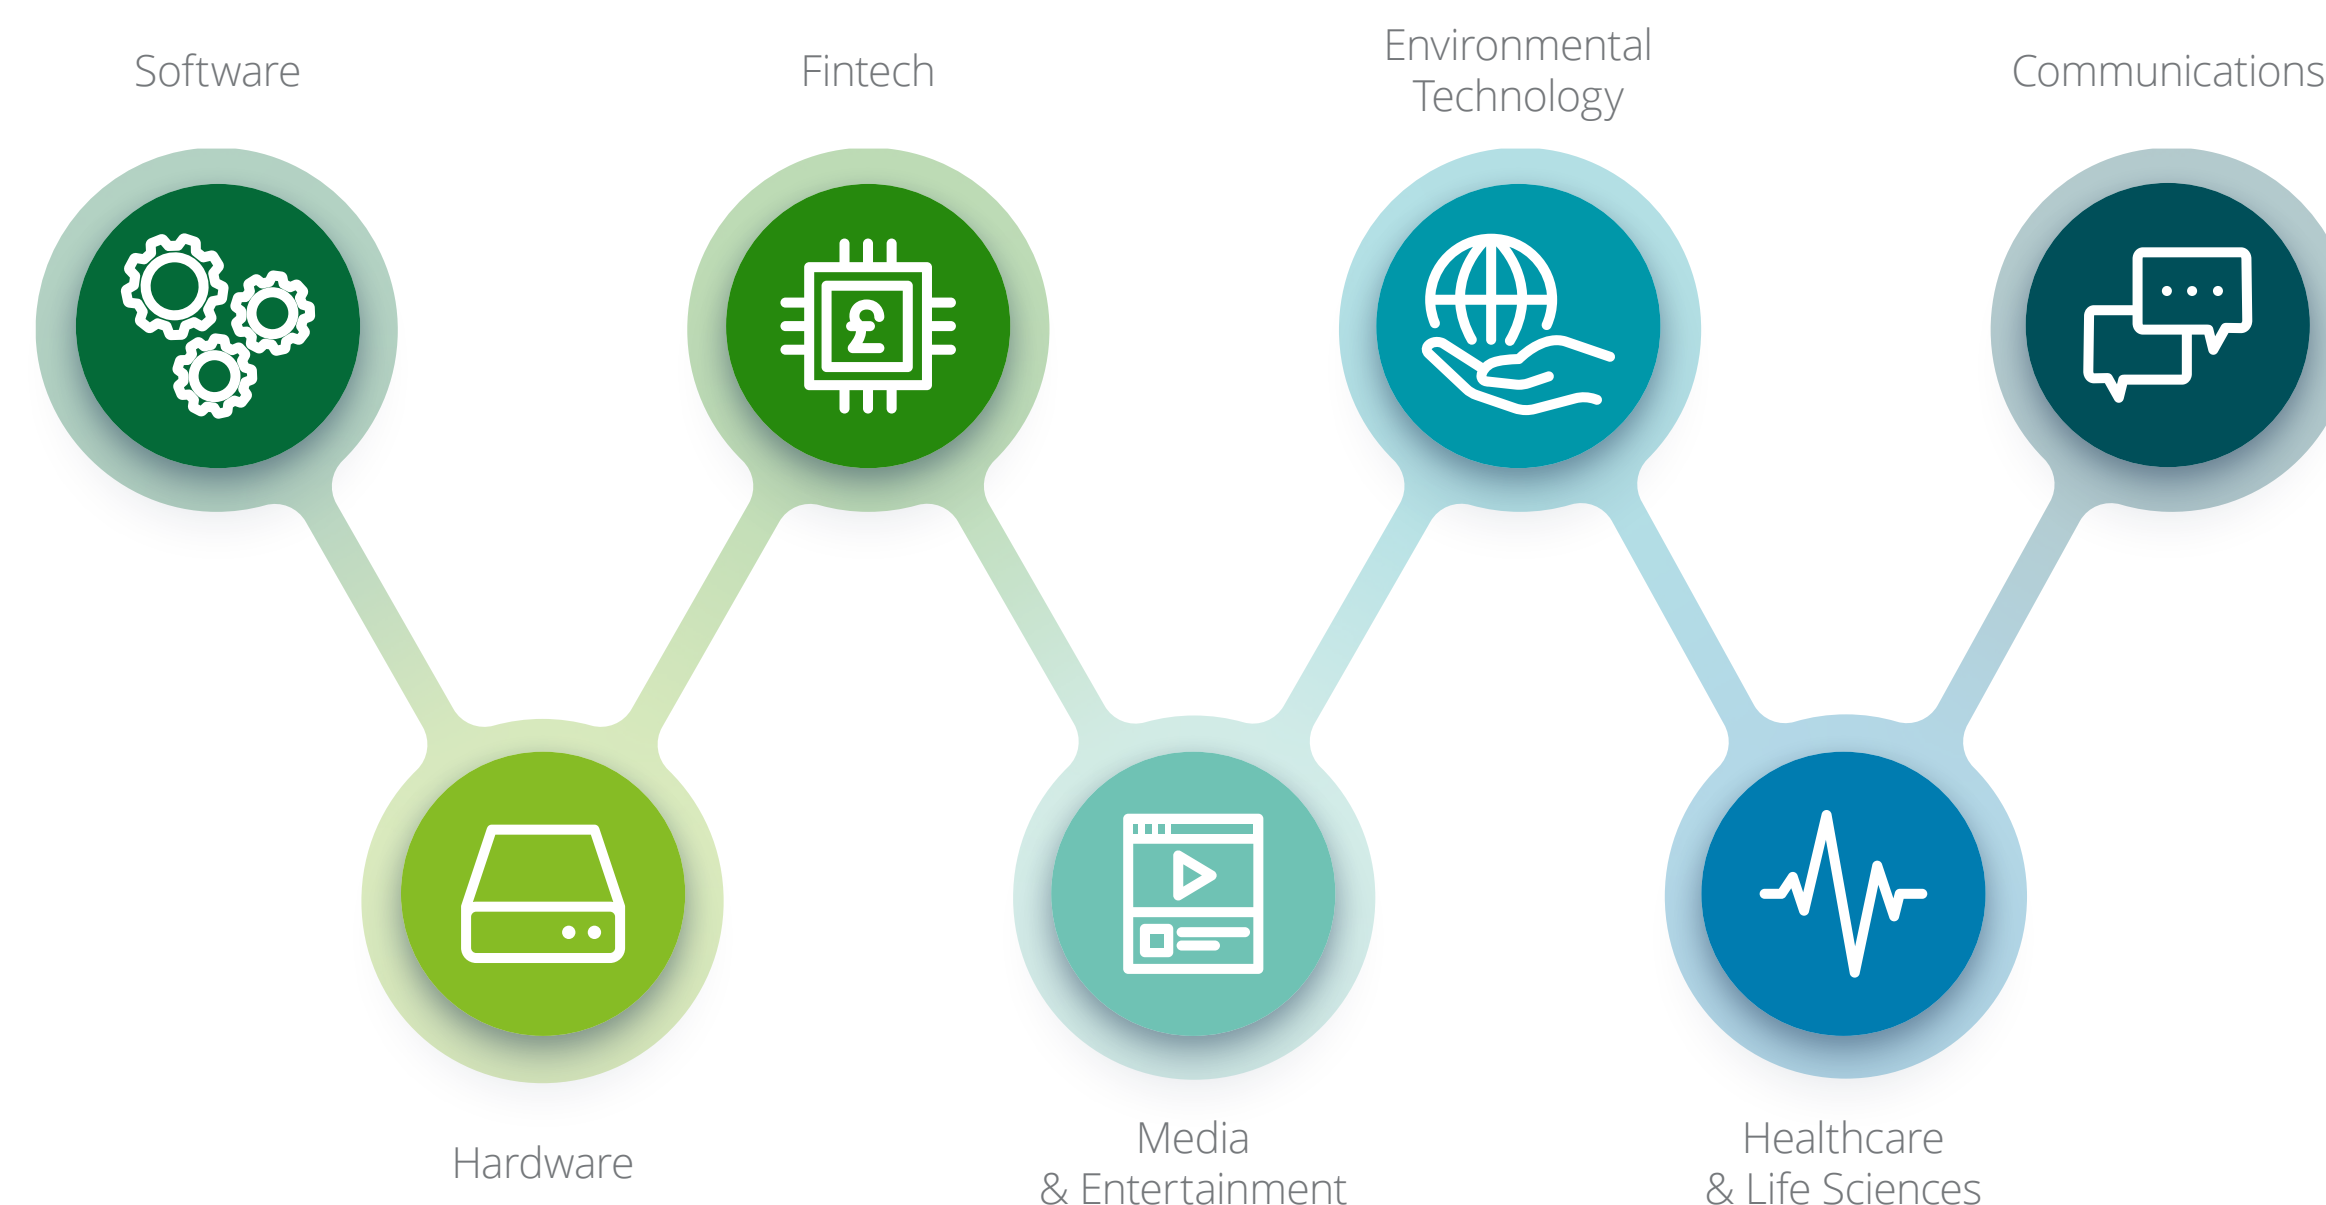 Software
Fintech
Environmental
Technology
Communications
£
Hardware
Media
& Entertainment
Healthcare
& Life Sciences